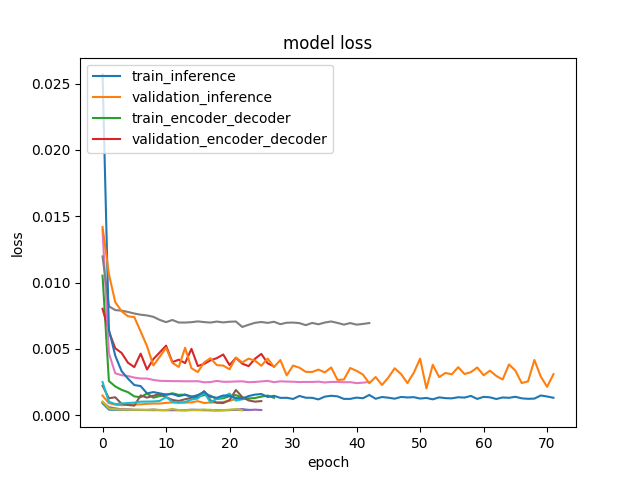 model loss
train_inference
validation_inference
train_encoder_decoder
validation_encoder_decoder
0.025
0.020
0.015
0.010
0.005
0.000
loss
0 10 20 30 40 50 60 70
epoch